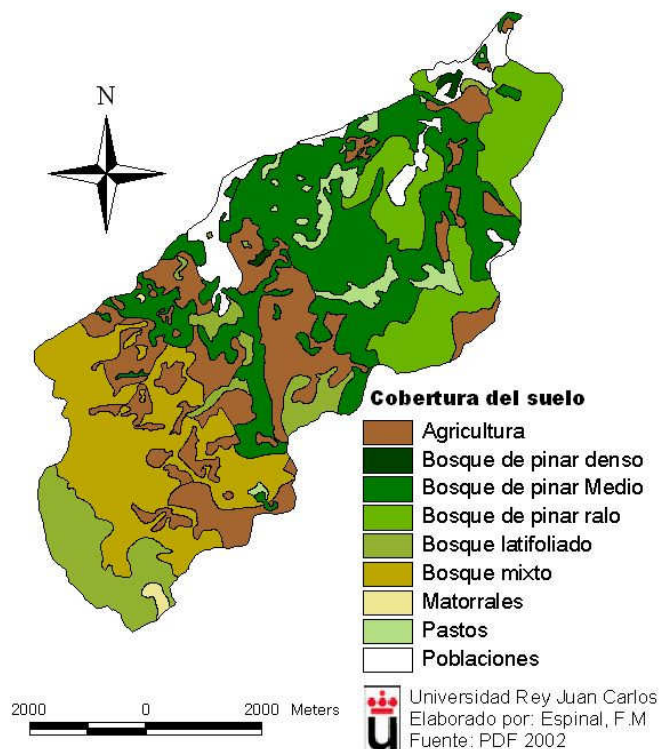 N
Cobertura del suelo
Agricultura
Bosque de pinar denso
Bosque de pinar Medio
Bosque de pinar ralo
Bosque latifoliado
Bosque mixto
Matorrales
Pastos
Poblaciones
2000 0 2000 Meters
u
Universidad Rey Juan Carlos
Elaborado por: Espinal, F.M
Fuente: PDF 2002